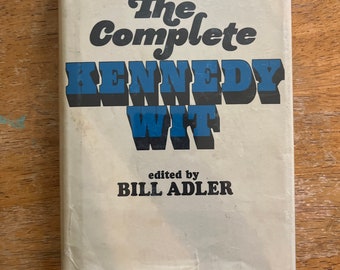 The
Complete
KENNEDY
WIT
edited by
BILL ADLER